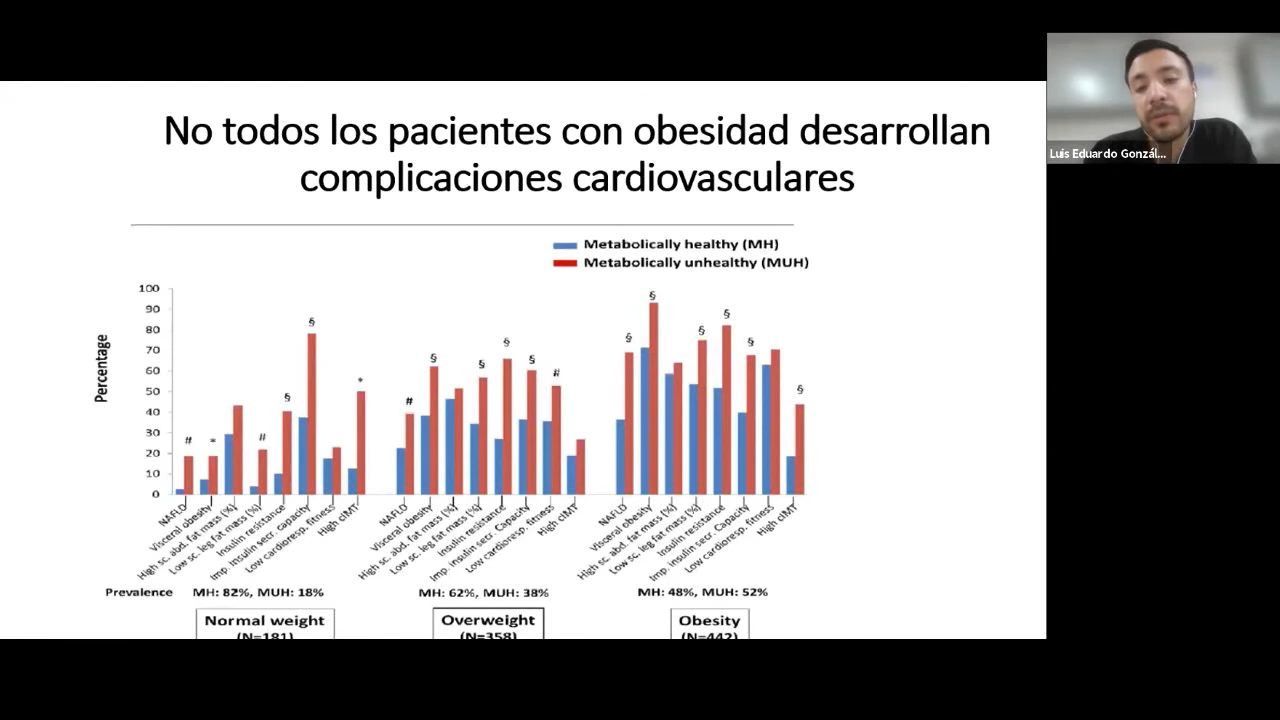 No todos los pacientes con obesidad desarrollan
complicaciones cardiovasculares
Luis Eduardo Gonzál...
Metabolically healthy (MH)
Metabolically unhealthy (MUH)
Percentage
100
90
80
70
60
50
40
30
20
10
0
# * # § § *
# § § § § #
§ § § § § §
NAFLD
Visceral obesity
High sc. abd. fat mass (%)
Low sc. leg fat mass (%)
Insulin resistance
Imp. insulin secr. capacity
Low cardioresp. fitness
High cIMT
NAFLD
Visceral obesity
High sc. abd. fat mass (%)
Low sc. leg fat mass (%)
Insulin resistance
Imp. insulin secr. Capacity
Low cardioresp. fitness
High cIMT
NAFLD
Visceral obesity
High sc. abd. fat mass (%)
Low sc. leg fat mass (%)
Insulin resistance
Imp. insulin secr. Capacity
Low cardioresp. fitness
High cIMT
Prevalence MH: 82%, MUH: 18% MH: 62%, MUH: 38% MH: 48%, MUH: 52%
Normal weight
(N=181)
Overweight
(N=358)
Obesity
(N=442)